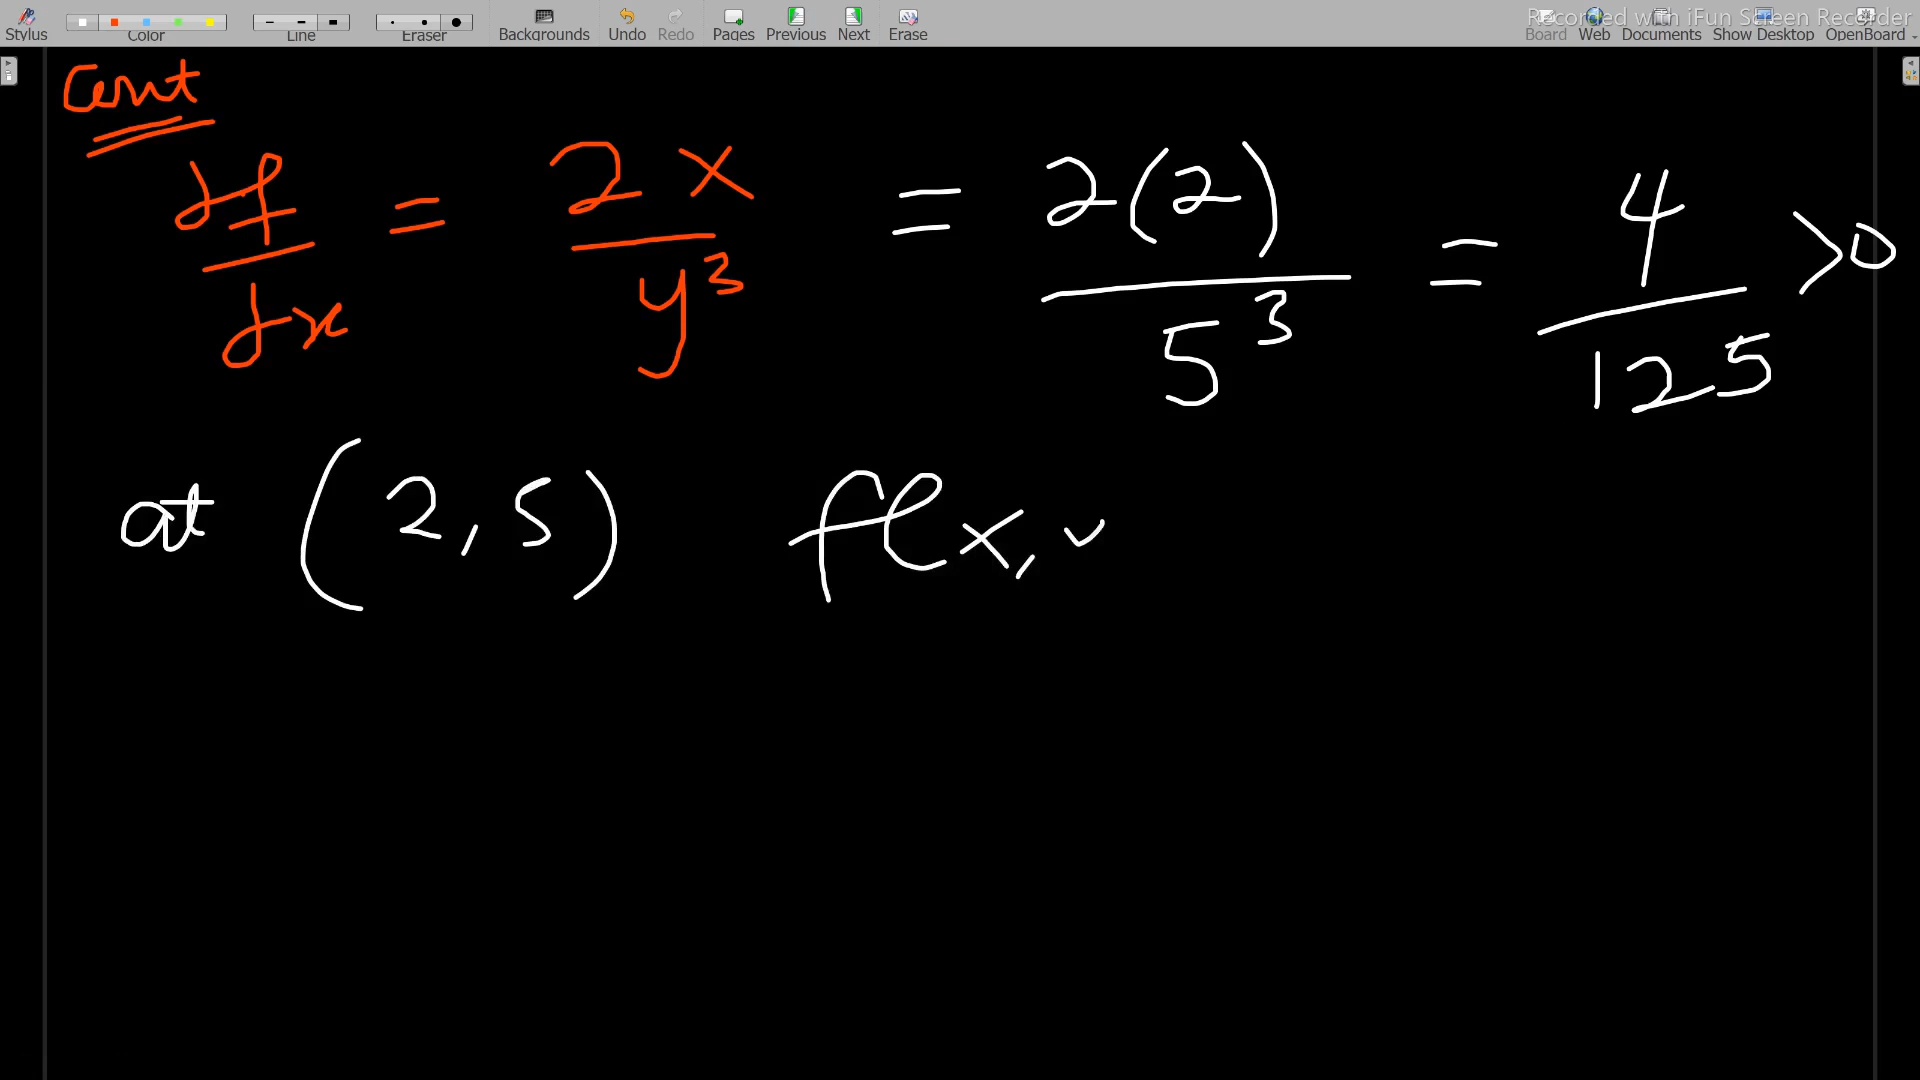 Recorded with iFun Screen Recorder
Stylus Color Line Eraser Backgrounds Undo Redo Pages Previous Next Erase Board Web Documents Show Desktop OpenBoard
Cont
df/dx = 2x/y³ = 2(2)/5³ = 4/125 >0
at (2,5) f(x,